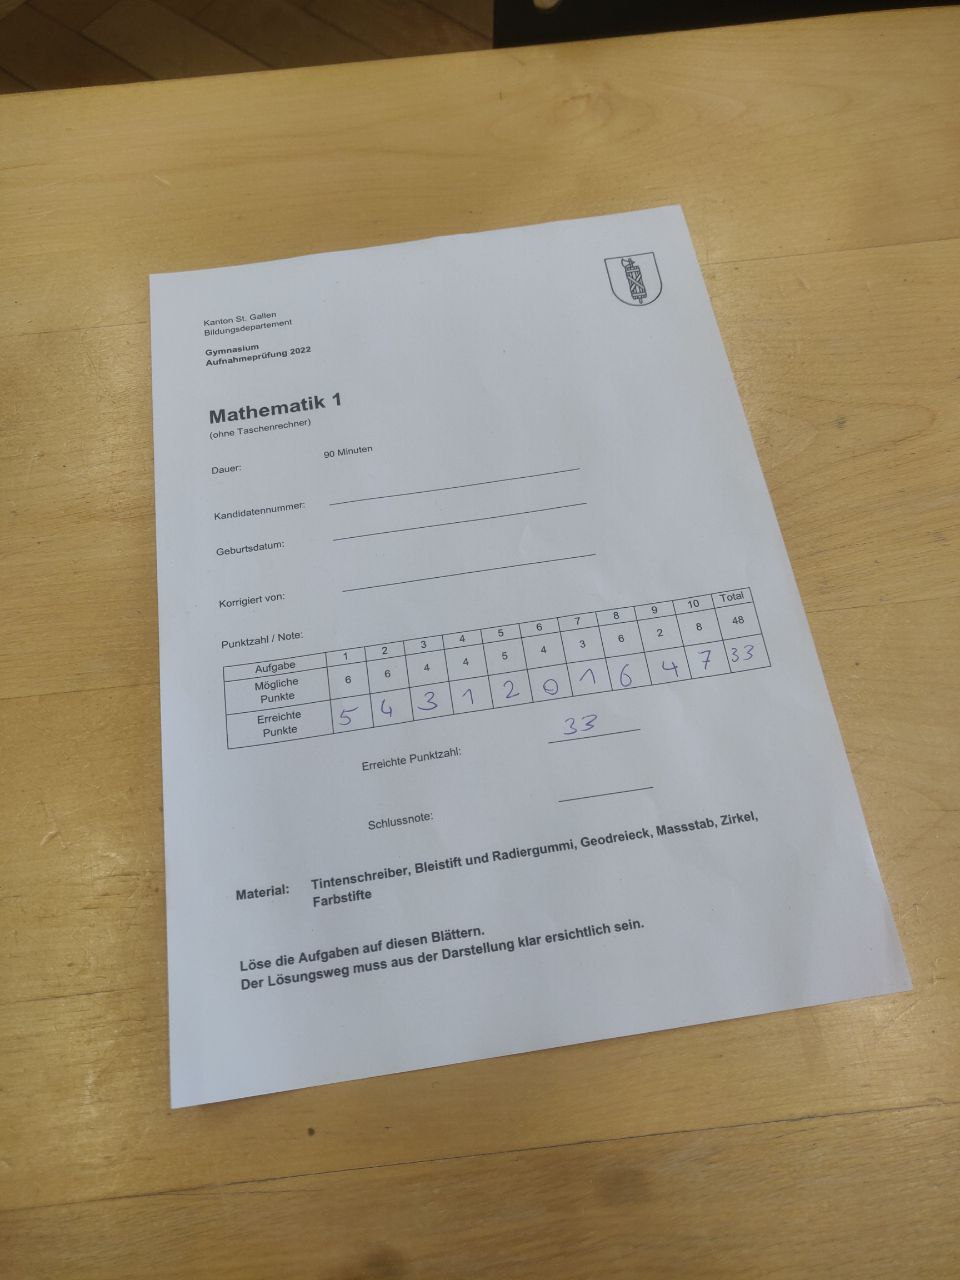 Kanton St. Gallen
Bildungsdepartement
Gymnasium
Aufnahmeprüfung 2022
Mathematik 1
(ohne Taschenrechner)
Dauer: 90 Minuten
Kandidatennummer:
Geburtsdatum:
Korrigiert von:
Punktzahl / Note:
Aufgabe 1 2 3 4 5 6 7 8 9 10 Total
Mögliche Punkte 6 6 4 4 5 4 3 6 2 8 48
Erreichte Punkte 5 4 3 1 2 0 1 6 4 7 33
Erreichte Punktzahl: 33
Schlussnote:
Material: Tintenschreiber, Bleistift und Radiergummi, Geodreieck, Massstab, Zirkel,
Farbstifte
Löse die Aufgaben auf diesen Blättern.
Der Lösungsweg muss aus der Darstellung klar ersichtlich sein.